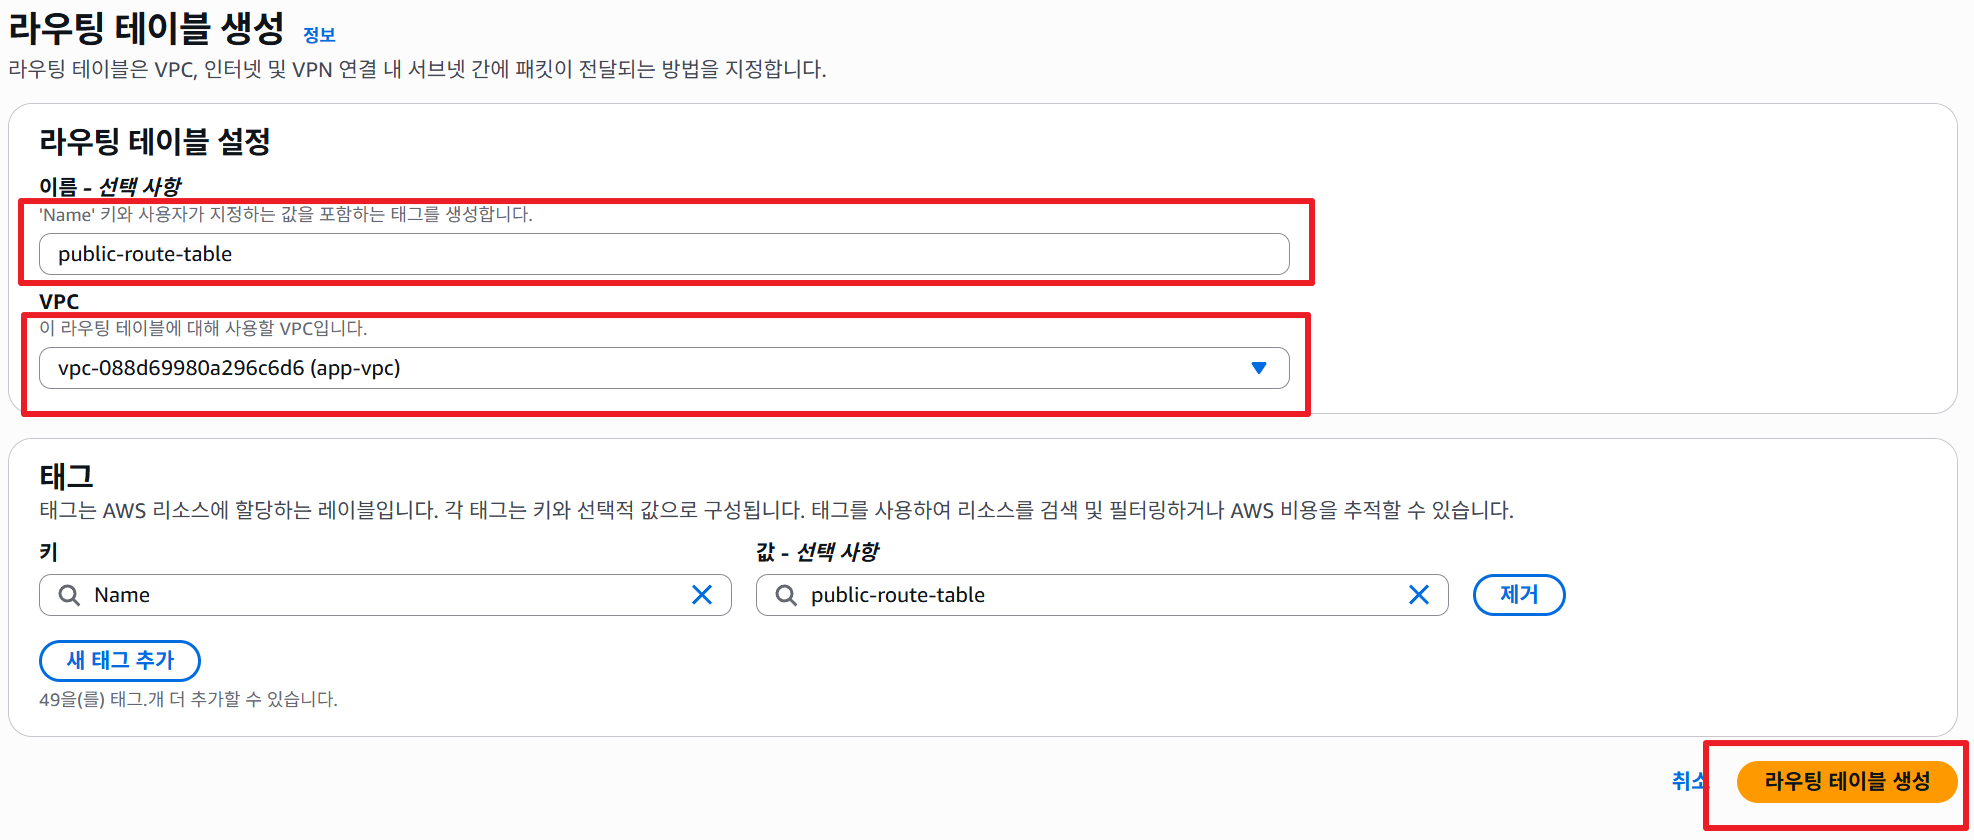 라우팅 테이블 생성 정보
라우팅 테이블은 VPC, 인터넷 및 VPN 연결 내 서브넷 간에 패킷이 전달되는 방법을 지정합니다.
라우팅 테이블 설정
이름 - 선택 사항
'Name' 키와 사용자가 지정하는 값을 포함하는 태그를 생성합니다.
public-route-table
VPC
이 라우팅 테이블에 대해 사용할 VPC입니다.
vpc-088d69980a296c6d6 (app-vpc)
태그
태그는 AWS 리소스에 할당하는 레이블입니다. 각 태그는 키와 선택적 값으로 구성됩니다. 태그를 사용하여 리소스를 검색 및 필터링하거나 AWS 비용을 추적할 수 있습니다.
키
값 - 선택 사항
Name
public-route-table
제거
새 태그 추가
49을(를) 태그.개 더 추가할 수 있습니다.
취소
라우팅 테이블 생성